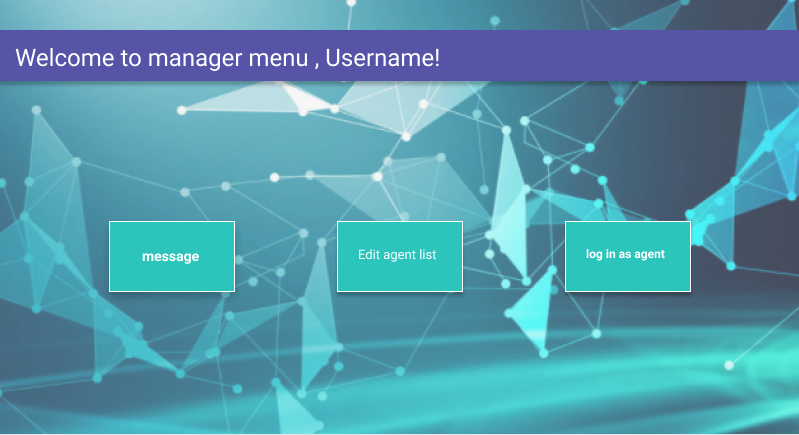 Welcome to manager menu , Username!
message
Edit agent list
log in as agent